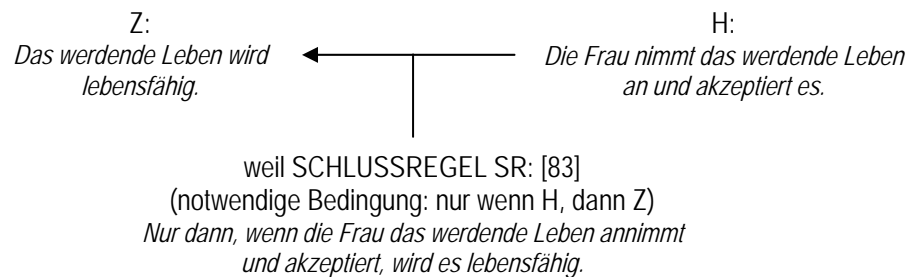 Z:
Das werdende Leben wird
lebensfähig.
H:
Die Frau nimmt das werdende Leben
an und akzeptiert es.
weil SCHLUSSREGEL SR: [83]
(notwendige Bedingung: nur wenn H, dann Z)
Nur dann, wenn die Frau das werdende Leben annimmt
und akzeptiert, wird es lebensfähig.